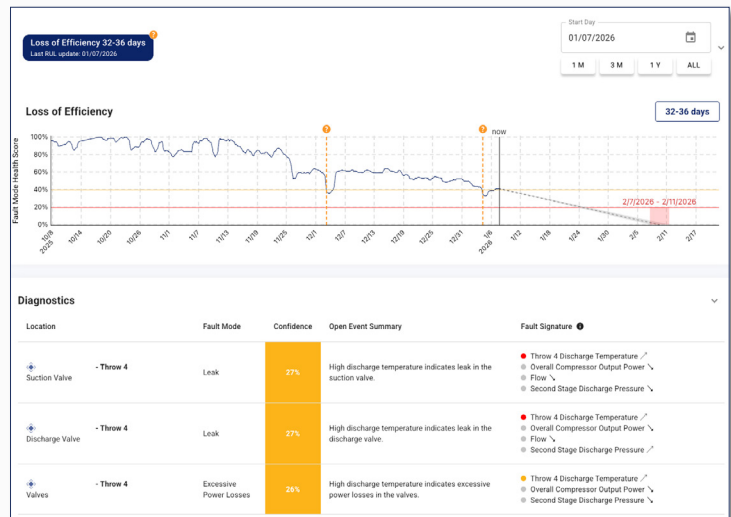 Loss of Efficiency 32-36 days
?
Last RUL update: 01/07/2026
Start Day
01/07/2026
1 M
3 M
1 Y
ALL
Loss of Efficiency
32-36 days
Fault Mode Health Score
100%
80%
60%
40%
20%
0%
?
?
now
2/7/2026 - 2/11/2026
10/8
2025
10/14
10/20
10/26
11/1
11/7
11/13
11/19
11/25
12/1
12/7
12/13
12/19
12/25
12/31
1/6
2026
1/12
1/18
1/24
1/30
2/5
2/11
2/17
Diagnostics
Location Fault Mode Confidence Open Event Summary Fault Signature i
Suction Valve
- Throw 4
Leak
27%
High discharge temperature indicates leak in the
suction valve.
Throw 4 Discharge Temperature ↗
Overall Compressor Output Power ↘
Flow ↘
Second Stage Discharge Pressure ↘
Discharge Valve
- Throw 4
Leak
27%
High discharge temperature indicates leak in the
discharge valve.
Throw 4 Discharge Temperature ↗
Overall Compressor Output Power ↘
Flow ↘
Second Stage Discharge Pressure ↗
Valves
- Throw 4
Excessive
Power Losses
26%
High discharge temperature indicates excessive
power losses in the valves.
Throw 4 Discharge Temperature ↗
Overall Compressor Output Power ↘
Second Stage Discharge Pressure ↘